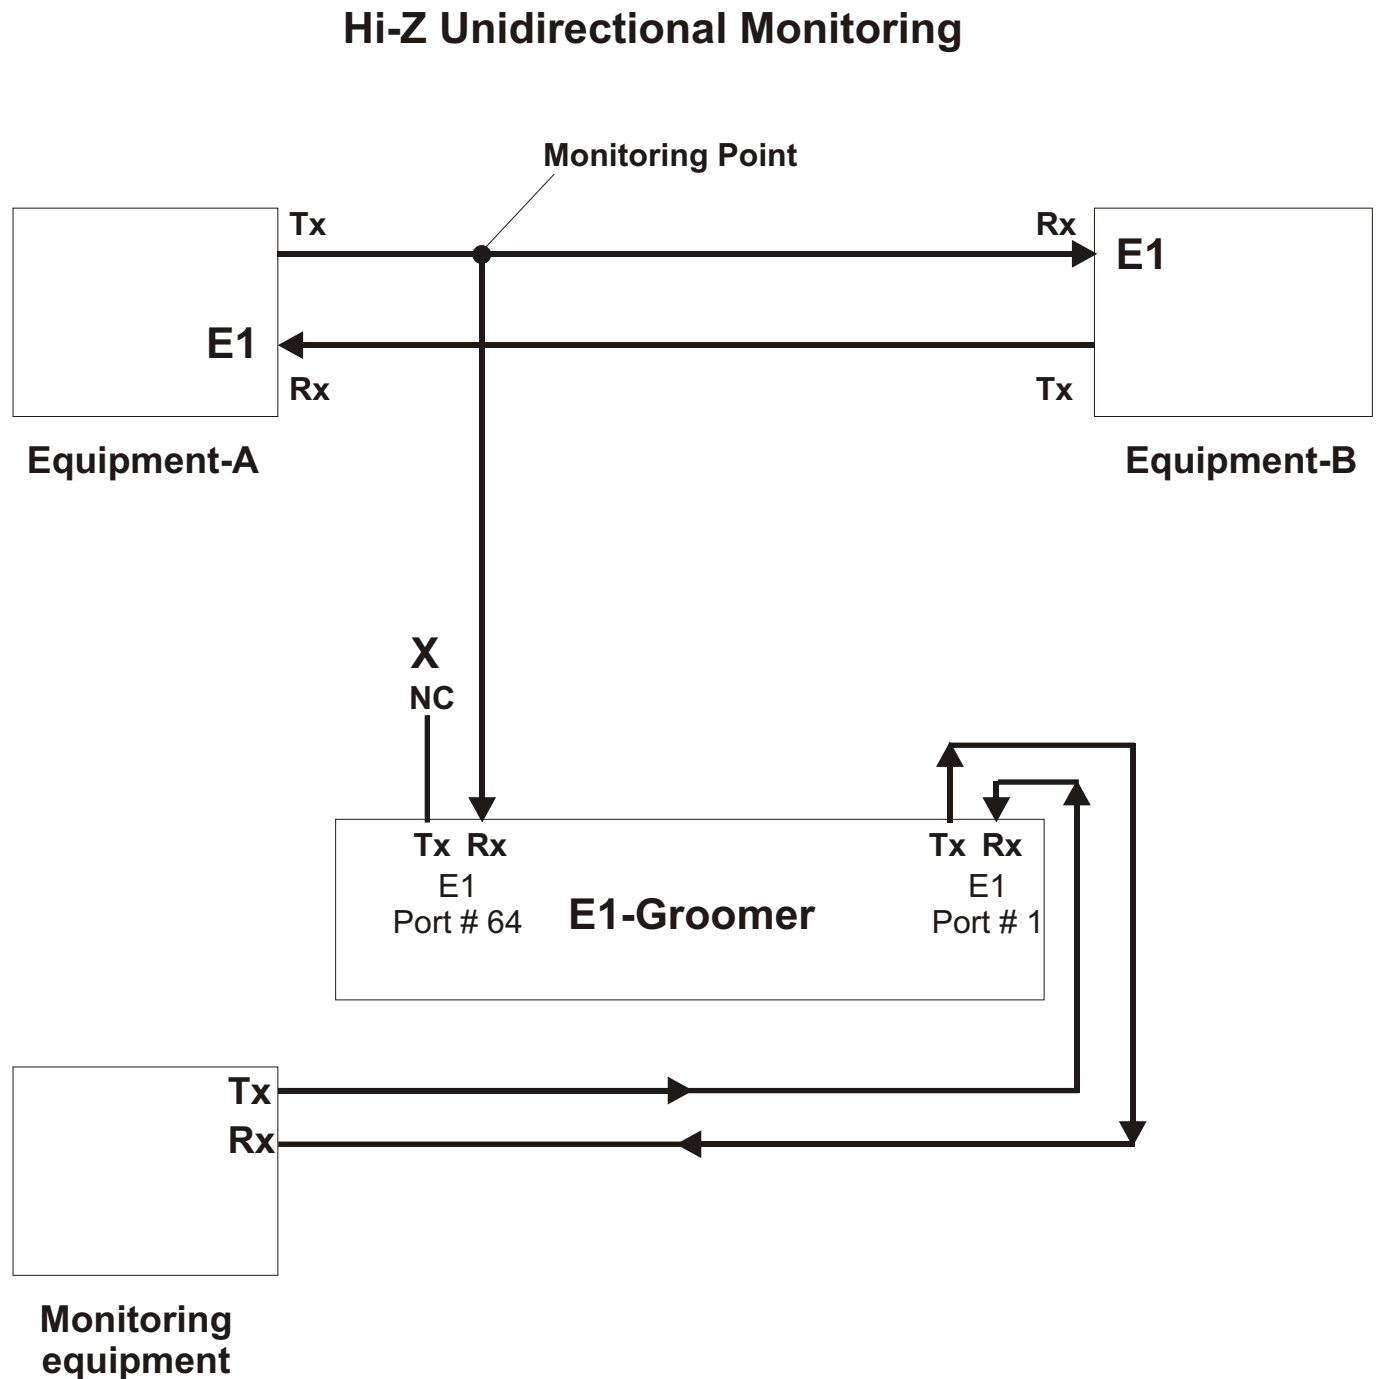 Hi-Z Unidirectional Monitoring
Monitoring Point
Tx
Rx
E1
E1
Rx
Tx
Equipment-A
Equipment-B
X
NC
Tx Rx
Tx Rx
E1
E1
Port # 64
E1-Groomer
Port # 1
Tx
Rx
Monitoring
equipment